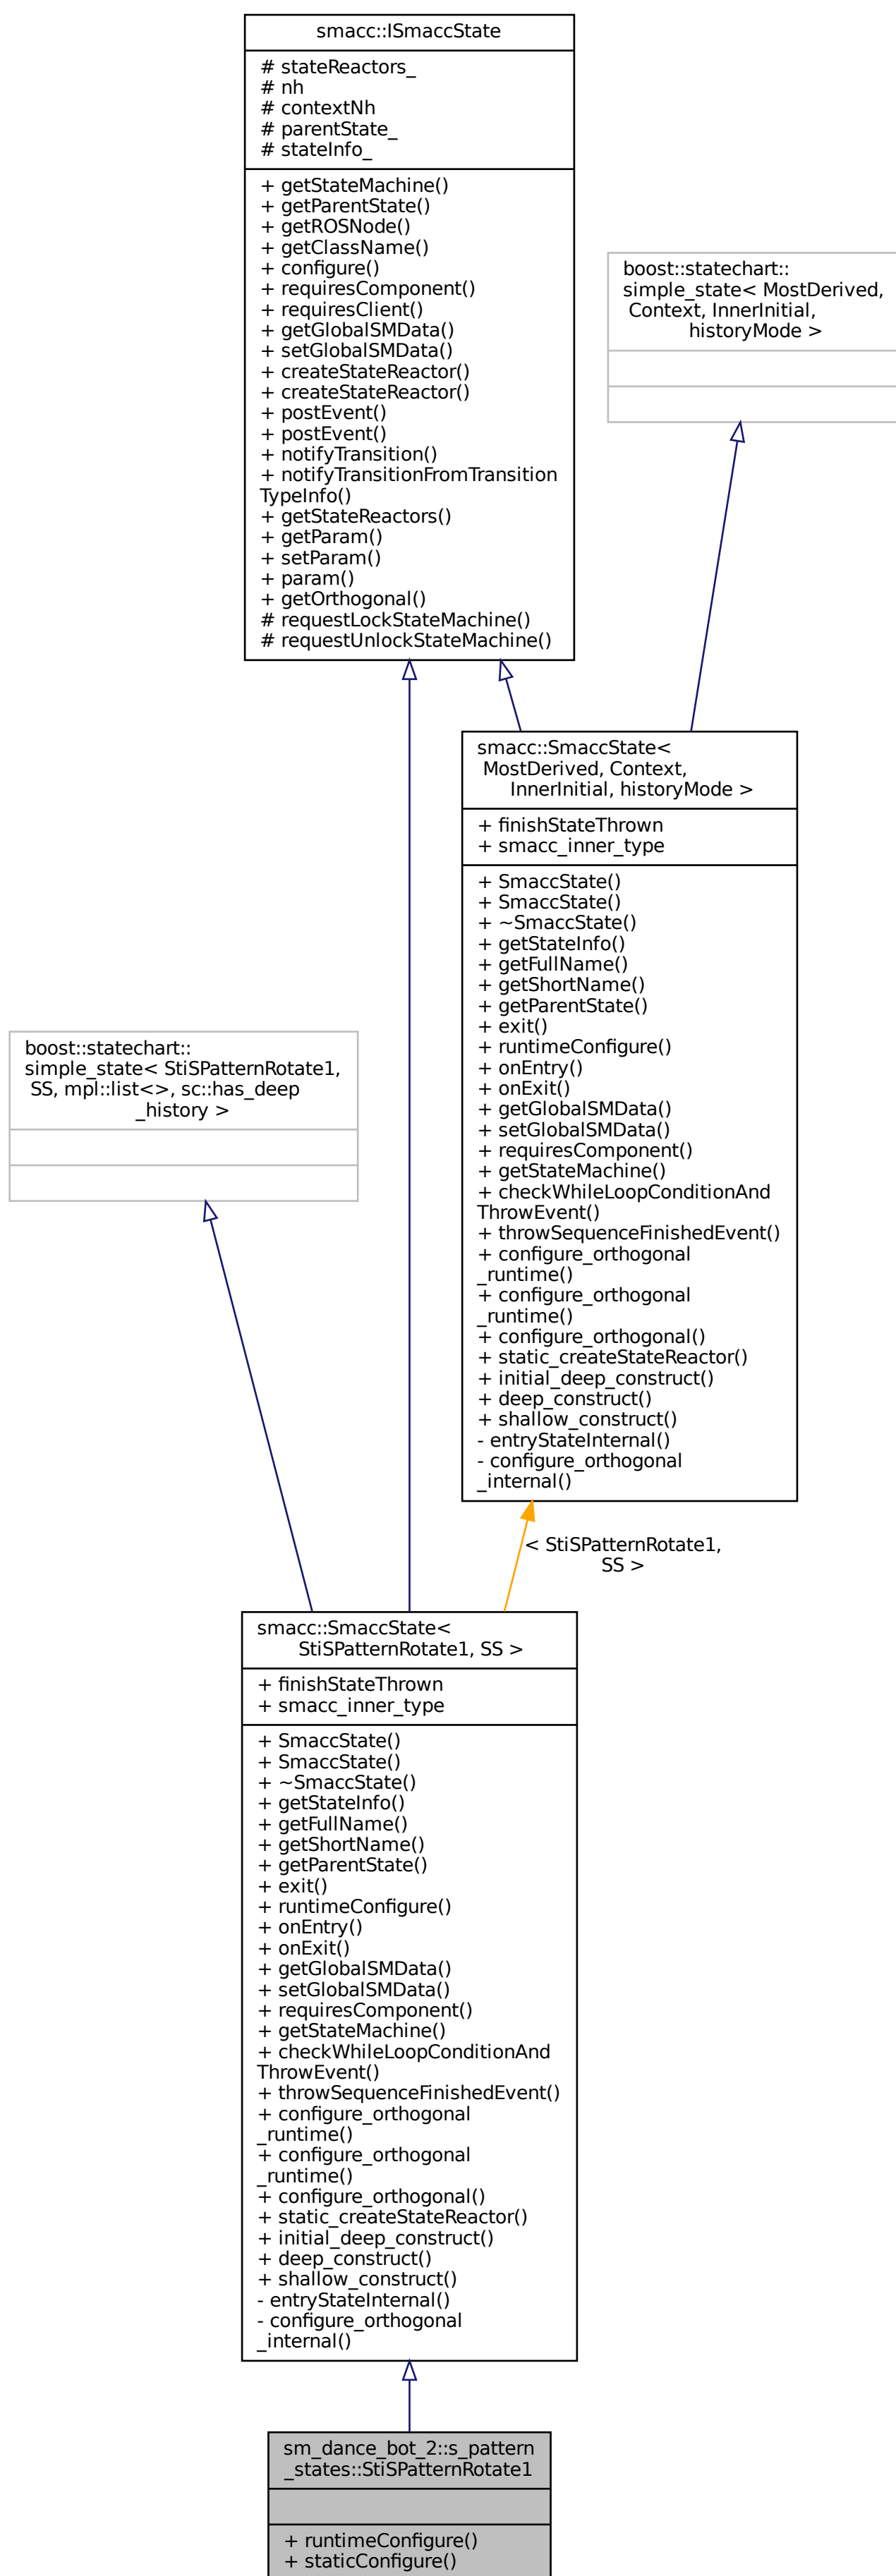 smacc::ISmaccState
# stateReactors_
# nh
# contextNh
# parentState_
# stateInfo_
+ getStateMachine()
+ getParentState()
+ getROSNode()
+ getClassName()
+ configure()
+ requiresComponent()
+ requiresClient()
+ getGlobalSMData()
+ setGlobalSMData()
+ createStateReactor()
+ createStateReactor()
+ postEvent()
+ postEvent()
+ notifyTransition()
+ notifyTransitionFromTransition
TypeInfo()
+ getStateReactors()
+ getParam()
+ setParam()
+ param()
+ getOrthogonal()
# requestLockStateMachine()
# requestUnlockStateMachine()
boost::statechart::
simple_state< MostDerived,
Context, InnerInitial,
historyMode >
smacc::SmaccState<
MostDerived, Context,
InnerInitial, historyMode >
+ finishStateThrown
+ smacc_inner_type
+ SmaccState()
+ SmaccState()
+ ~SmaccState()
+ getStateInfo()
+ getFullName()
+ getShortName()
+ getParentState()
+ exit()
+ runtimeConfigure()
+ onEntry()
+ onExit()
+ getGlobalSMData()
+ setGlobalSMData()
+ requiresComponent()
+ getStateMachine()
+ checkWhileLoopConditionAnd
ThrowEvent()
+ throwSequenceFinishedEvent()
+ configure_orthogonal
_runtime()
+ configure_orthogonal
_runtime()
+ configure_orthogonal()
+ static_createStateReactor()
+ initial_deep_construct()
+ deep_construct()
+ shallow_construct()
- entryStateInternal()
- configure_orthogonal
_internal()
boost::statechart::
simple_state< StiSPatternRotate1,
SS, mpl::list<>, sc::has_deep
_history >
< StiSPatternRotate1,
SS >
smacc::SmaccState<
StiSPatternRotate1, SS >
+ finishStateThrown
+ smacc_inner_type
+ SmaccState()
+ SmaccState()
+ ~SmaccState()
+ getStateInfo()
+ getFullName()
+ getShortName()
+ getParentState()
+ exit()
+ runtimeConfigure()
+ onEntry()
+ onExit()
+ getGlobalSMData()
+ setGlobalSMData()
+ requiresComponent()
+ getStateMachine()
+ checkWhileLoopConditionAnd
ThrowEvent()
+ throwSequenceFinishedEvent()
+ configure_orthogonal
_runtime()
+ configure_orthogonal
_runtime()
+ configure_orthogonal()
+ static_createStateReactor()
+ initial_deep_construct()
+ deep_construct()
+ shallow_construct()
- entryStateInternal()
- configure_orthogonal
_internal()
sm_dance_bot_2::s_pattern
_states::StiSPatternRotate1
+ runtimeConfigure()
+ staticConfigure()